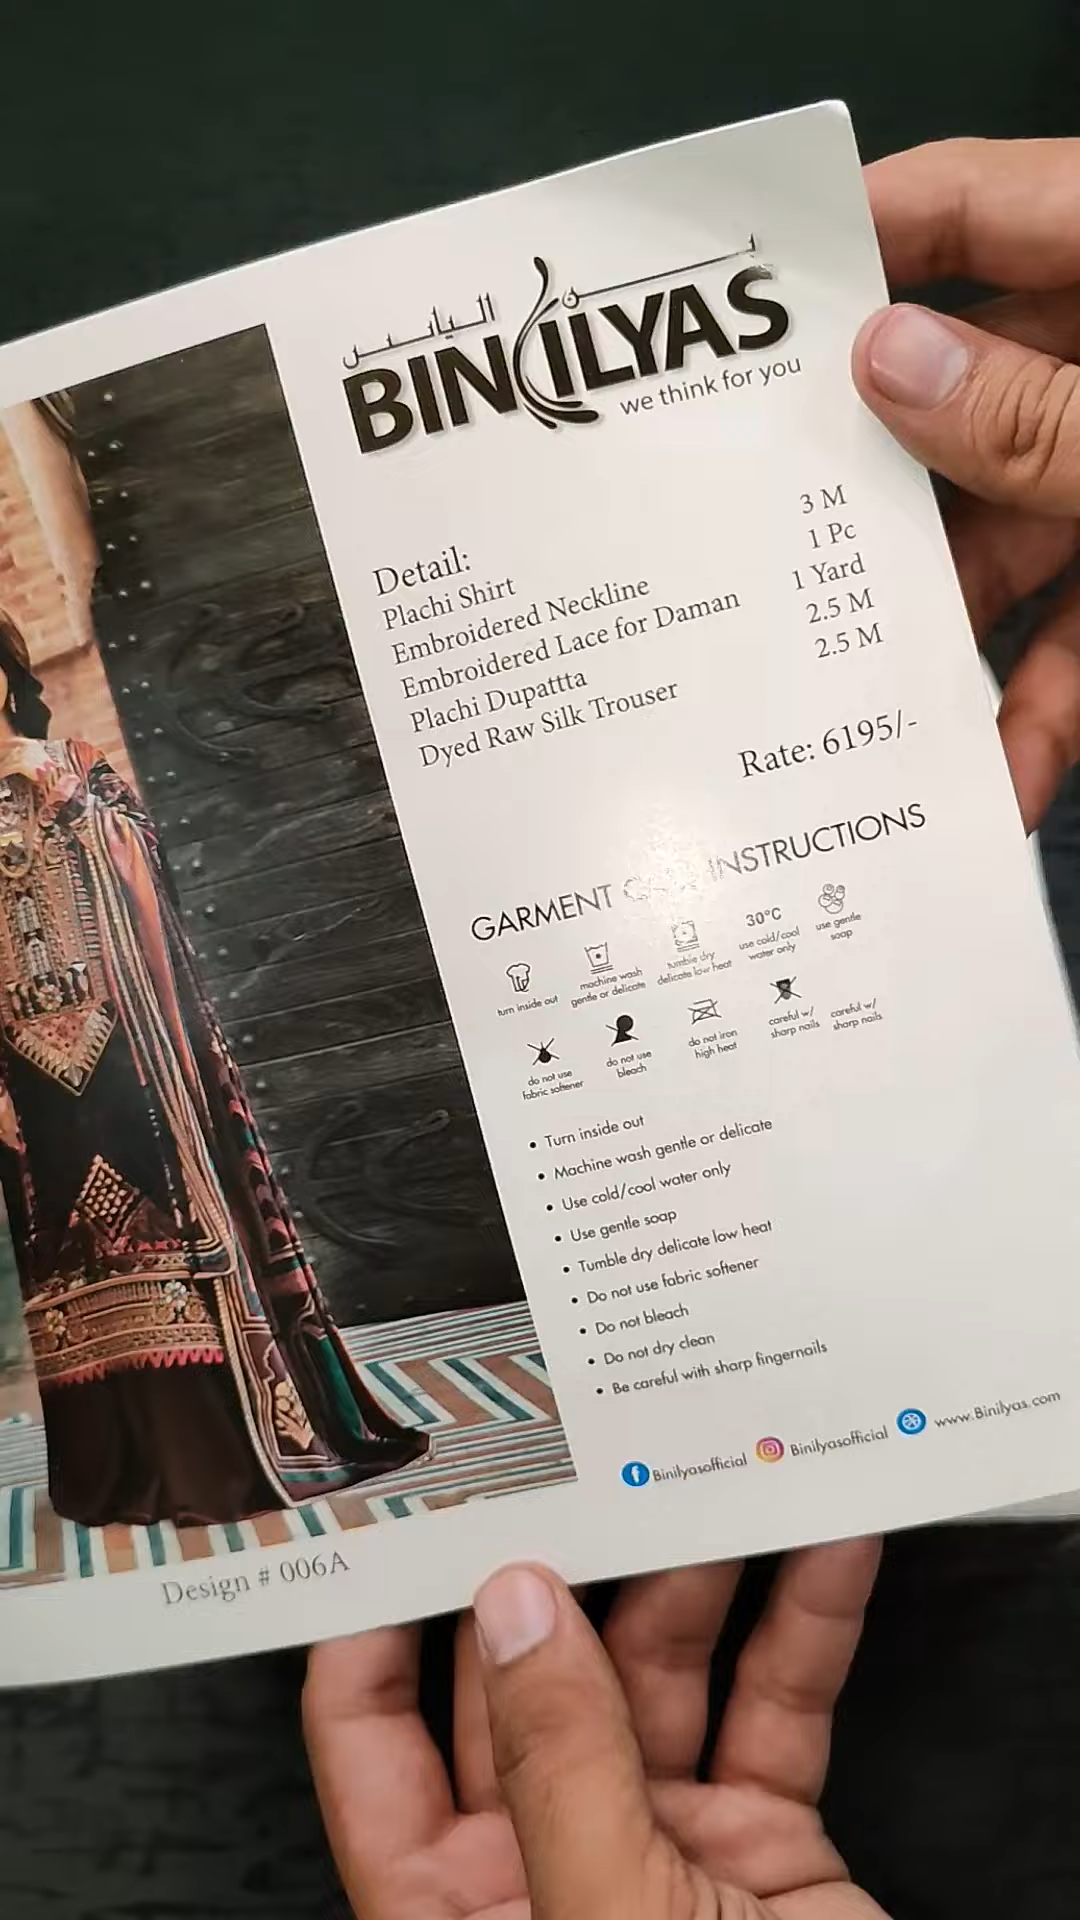 بن الیاس
BINILYAS
we think for you
Detail:
Plachi Shirt 3 M
Embroidered Neckline 1 Pc
Embroidered Lace for Daman 1 Yard
Plachi Dupattta 2.5 M
Dyed Raw Silk Trouser 2.5 M
Rate: 6195/-
GARMENT CARE INSTRUCTIONS
turn inside out
machine wash
gentle or delicate
tumble dry
delicate low heat
30°C
use cold/cool
water only
use gentle
soap
do not use
fabric softener
do not use
bleach
do not iron
high heat
careful w/
sharp nails
careful w/
sharp nails
• Turn inside out
• Machine wash gentle or delicate
• Use cold/cool water only
• Use gentle soap
• Tumble dry delicate low heat
• Do not use fabric softener
• Do not bleach
• Do not dry clean
• Be careful with sharp fingernails
Binilyasofficial Binilyasofficial www.Binilyas.com
Design # 006A